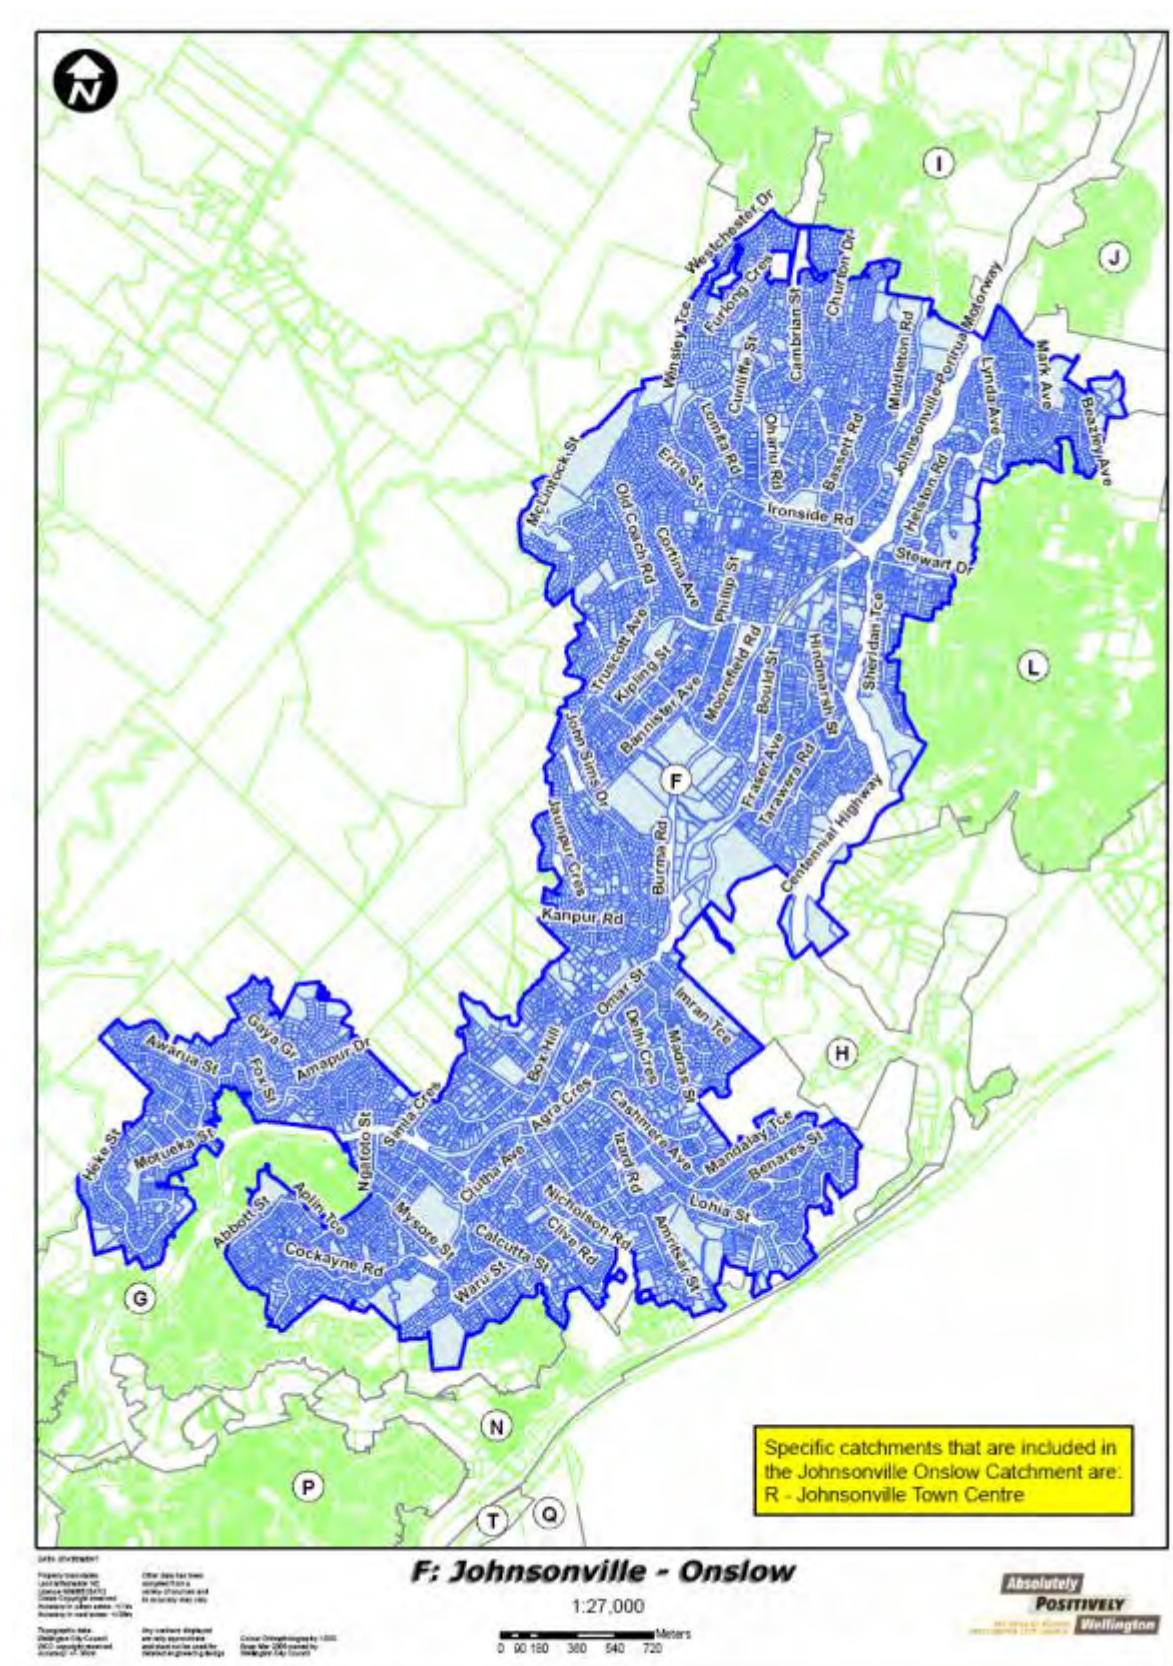 N
I
J
Westchester Dr
Furlong Cres
Churton Dr
Winsley Tce
Cambrian St
Cunliffe St
Middleton Rd
Johnsonville-Porirua Motorway
Mark Ave
Lynda Ave
Beazley Ave
McLintock St
Lomita Rd
Ohariu Rd
Bassett Rd
Erris St
Helston Rd
Ironside Rd
Old Coach Rd
Cortina Ave
Stewart Dr
Phillip St
Truscott Ave
Kipling St
Moorefield Rd
Sheridan Tce
Hindmarsh St
Bould St
L
Bannister Ave
John Sims Dr
F
Fraser Ave
Tarawera Rd
Jaunpur Cres
Burma Rd
Centennial Highway
Kanpur Rd
Omar St
Imran Tce
Gaya Gr
Awarua St
Amapur Dr
Fox St
Box Hill
Delhi Cres
Madras St
H
Simla Cres
Agra Cres
Cashmere Ave
Heke St
Motueka St
Ngatoto St
Mandalay Tce
Benares St
Izard Rd
Clutha Ave
Aplin Tce
Abbott St
Nicholson Rd
Lohia St
Mysore St
Clive Rd
Calcutta St
Amritsar St
Cockayne Rd
Waru St
G
N
P
T
Q
Specific catchments that are included in
the Johnsonville Onslow Catchment are:
R - Johnsonville Town Centre
F: Johnsonville - Onslow
1:27,000
Meters
0 90 180 360 540 720
Absolutely
POSITIVELY
Wellington